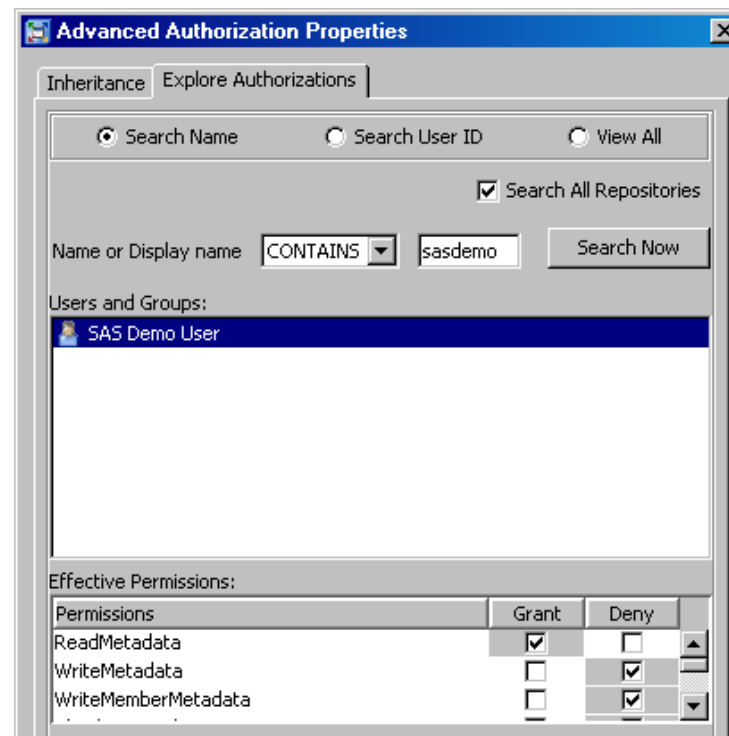 Advanced Authorization Properties
Inheritance Explore Authorizations
Search Name Search User ID View All
Search All Repositories
Name or Display name CONTAINS sasdemo Search Now
Users and Groups:
SAS Demo User
Effective Permissions:
Permissions Grant Deny
ReadMetadata
WriteMetadata
WriteMemberMetadata